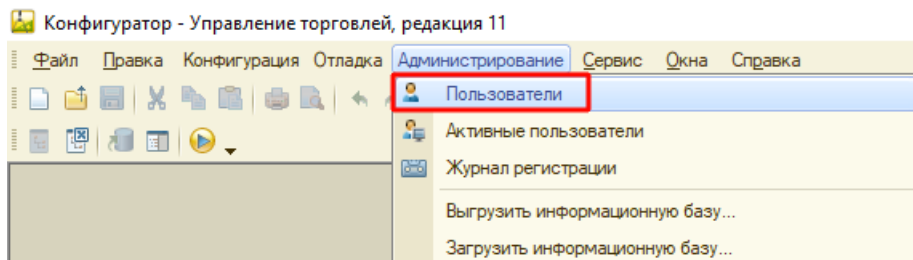 Конфигуратор - Управление торговлей, редакция 11
Файл Правка Конфигурация Отладка Администрирование Сервис Окна Справка
Пользователи
Активные пользователи
Журнал регистрации
Выгрузить информационную базу...
Загрузить информационную базу...